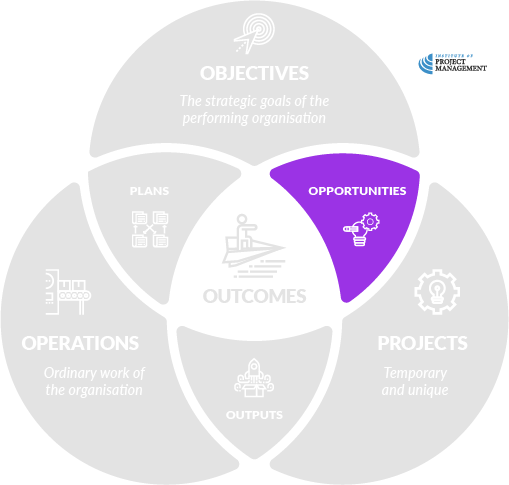 INSTITUTE OF
PROJECT
MANAGEMENT
OBJECTIVES
The strategic goals of the
performing organisation
PLANS
OPPORTUNITIES
OUTCOMES
OPERATIONS
Ordinary work of
the organisation
PROJECTS
Temporary
and unique
OUTPUTS